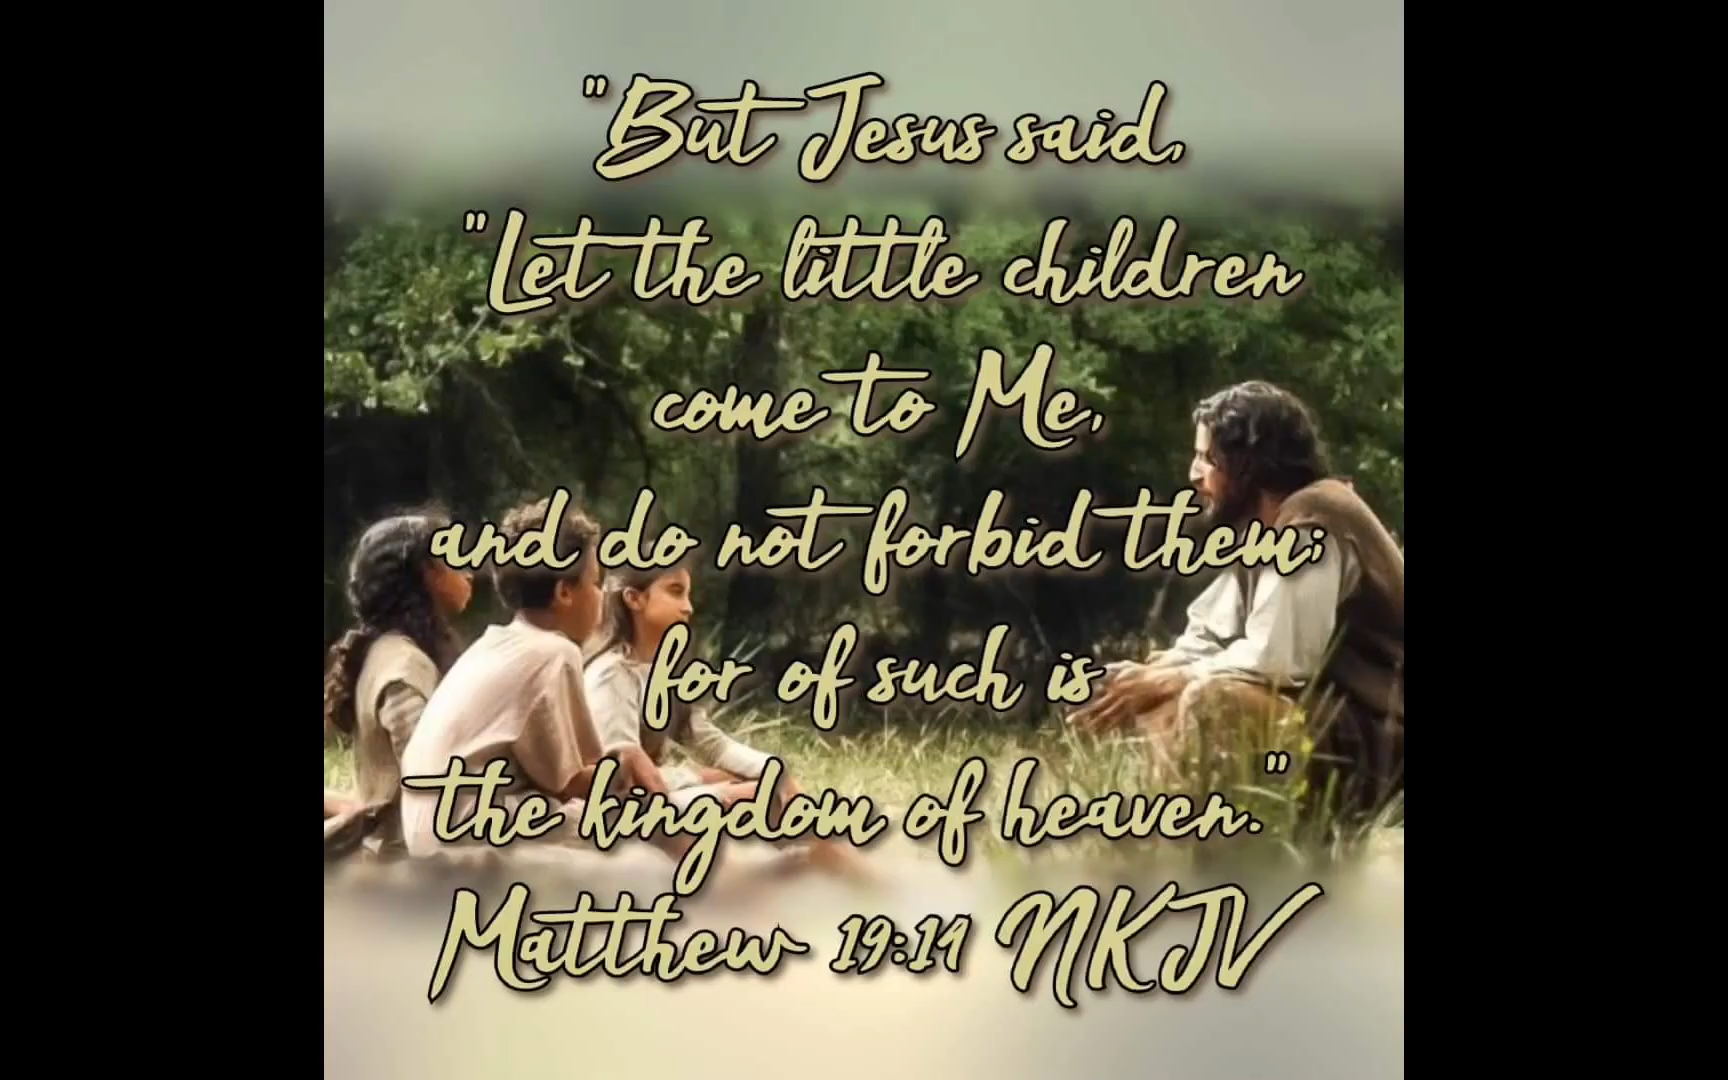 "But Jesus said,
"Let the little children
come to Me,
and do not forbid them;
for of such is
the kingdom of heaven."
Matthew 19:14 NKJV